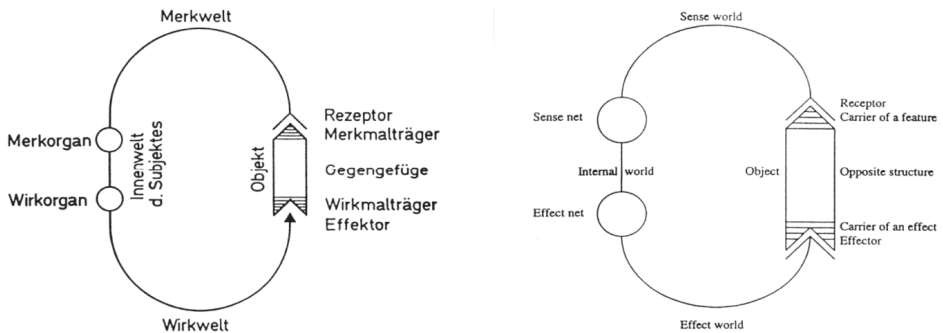 Merkwelt
Merkorgan
Wirkorgan
Innenwelt
d. Subjektes
Objekt
Rezeptor
Merkmalträger
Gegengefüge
Wirkmalträger
Effektor
Wirkwelt
Sense world
Sense net
Internal world
Effect net
Object
Receptor
Carrier of a feature
Opposite structure
Carrier of an effect
Effector
Effect world